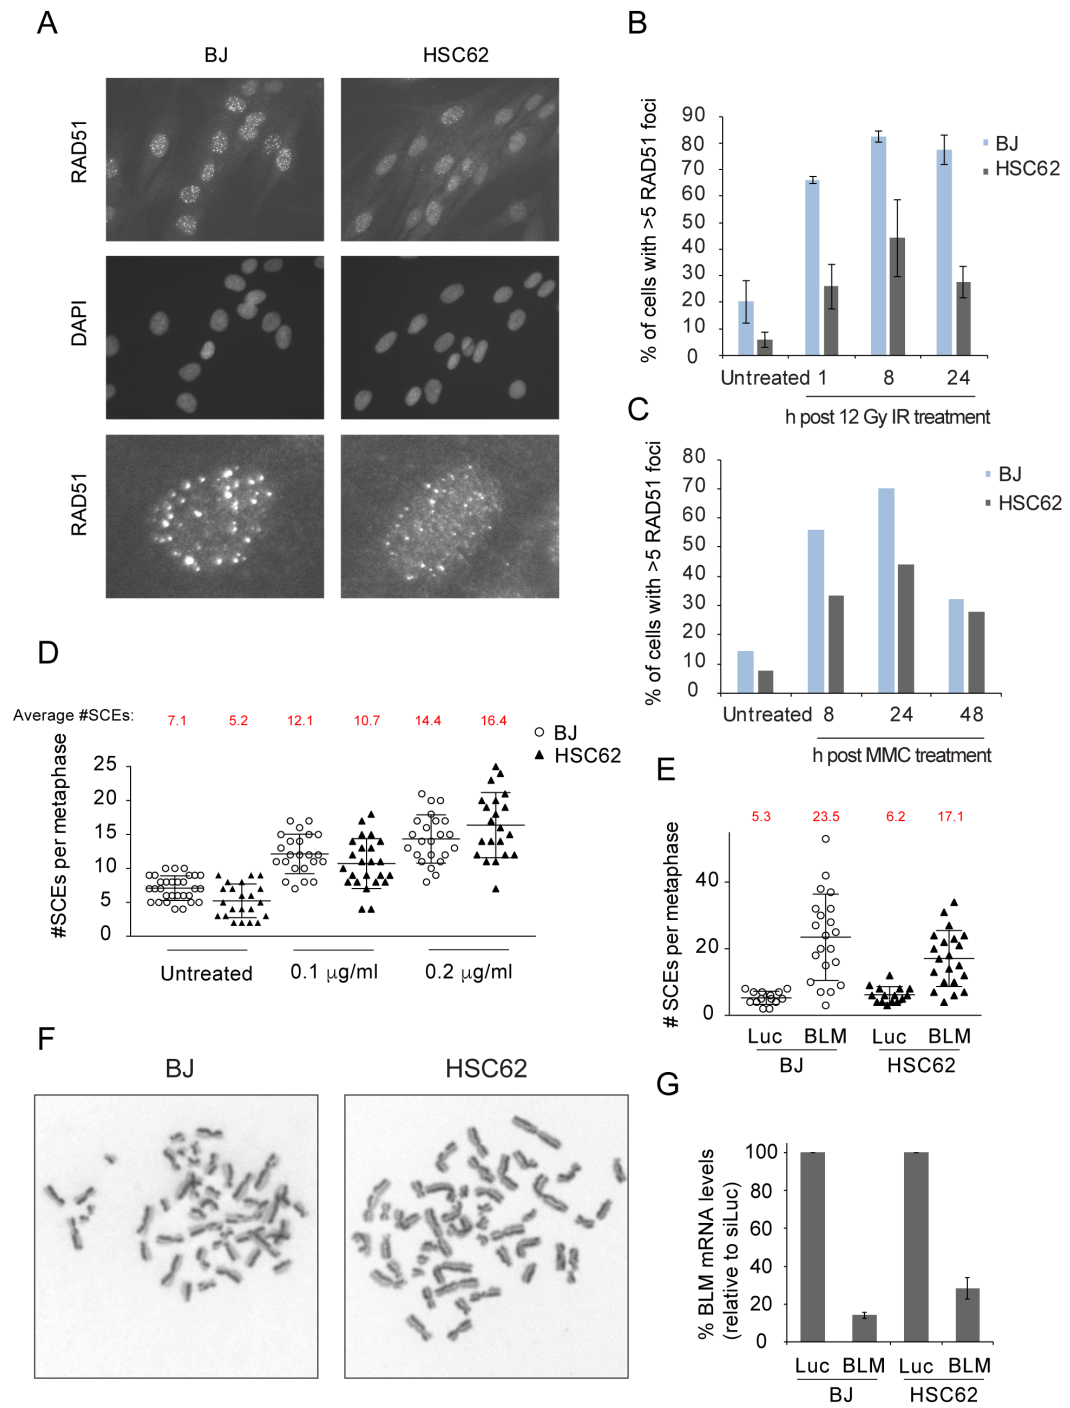 A
BJ
HSC62
RAD51
DAPI
RAD51
B
% of cells with >5 RAD51 foci
90
80
70
60
50
40
30
20
10
0
BJ
HSC62
Untreated 1 8 24
h post 12 Gy IR treatment
C
% of cells with >5 RAD51 foci
80
70
60
50
40
30
20
10
0
BJ
HSC62
Untreated 8 24 48
h post MMC treatment
D
Average #SCEs: 7.1 5.2 12.1 10.7 14.4 16.4
BJ
HSC62
#SCEs per metaphase
25
20
15
10
5
0
Untreated 0.1 µg/ml 0.2 µg/ml
E
5.3 23.5 6.2 17.1
# SCEs per metaphase
40
20
0
Luc BLM Luc BLM
BJ HSC62
F
BJ
HSC62
G
% BLM mRNA levels
(relative to siLuc)
100
80
60
40
20
0
Luc BLM Luc BLM
BJ HSC62